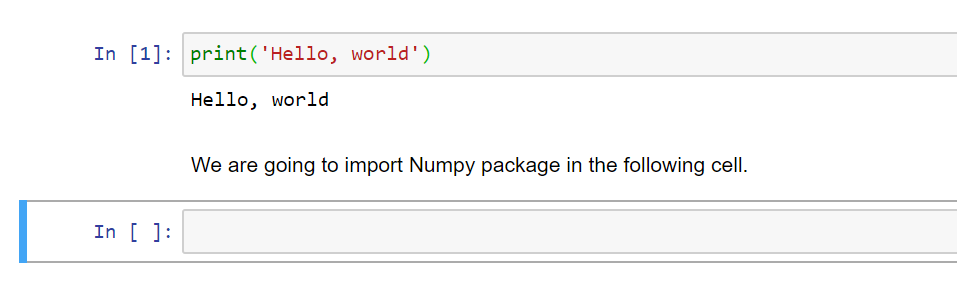 In [1]: print('Hello, world')
Hello, world
We are going to import Numpy package in the following cell.
In [ ]: